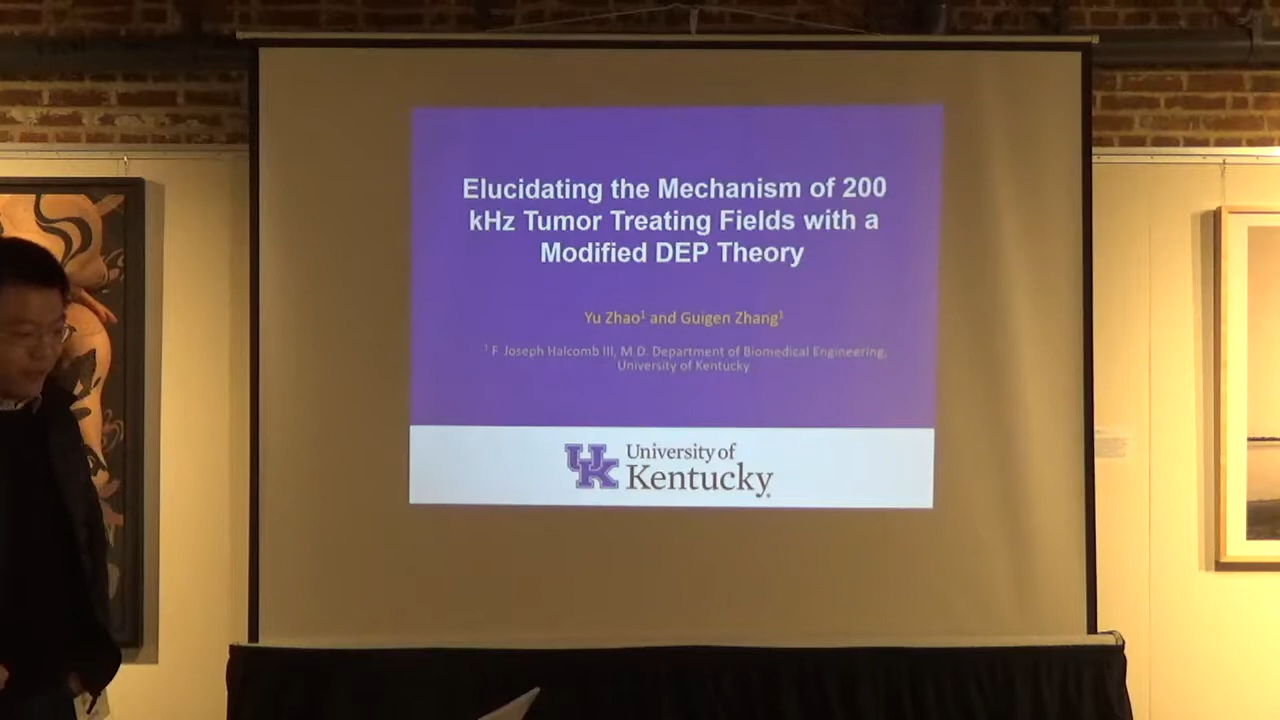 Elucidating the Mechanism of 200
kHz Tumor Treating Fields with a
Modified DEP Theory
Yu Zhao¹ and Guigen Zhang¹
¹ F Joseph Halcomb III, M.D. Department of Biomedical Engineering,
University of Kentucky
UK
University of
Kentucky